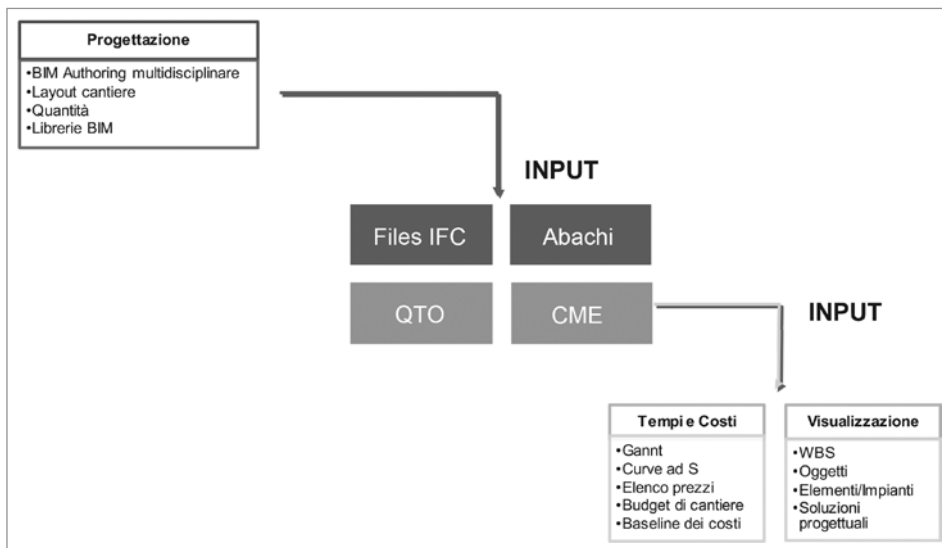 Progettazione
•BIM Authoring multidisciplinare
•Layout cantiere
•Quantità
•Librerie BIM
INPUT
Files IFC
Abachi
QTO
CME
INPUT
Tempi e Costi
•Gannt
•Curve ad S
•Elenco prezzi
•Budget di cantiere
•Baseline dei costi
Visualizzazione
•WBS
•Oggetti
•Elementi/Impianti
•Soluzioni
progettuali